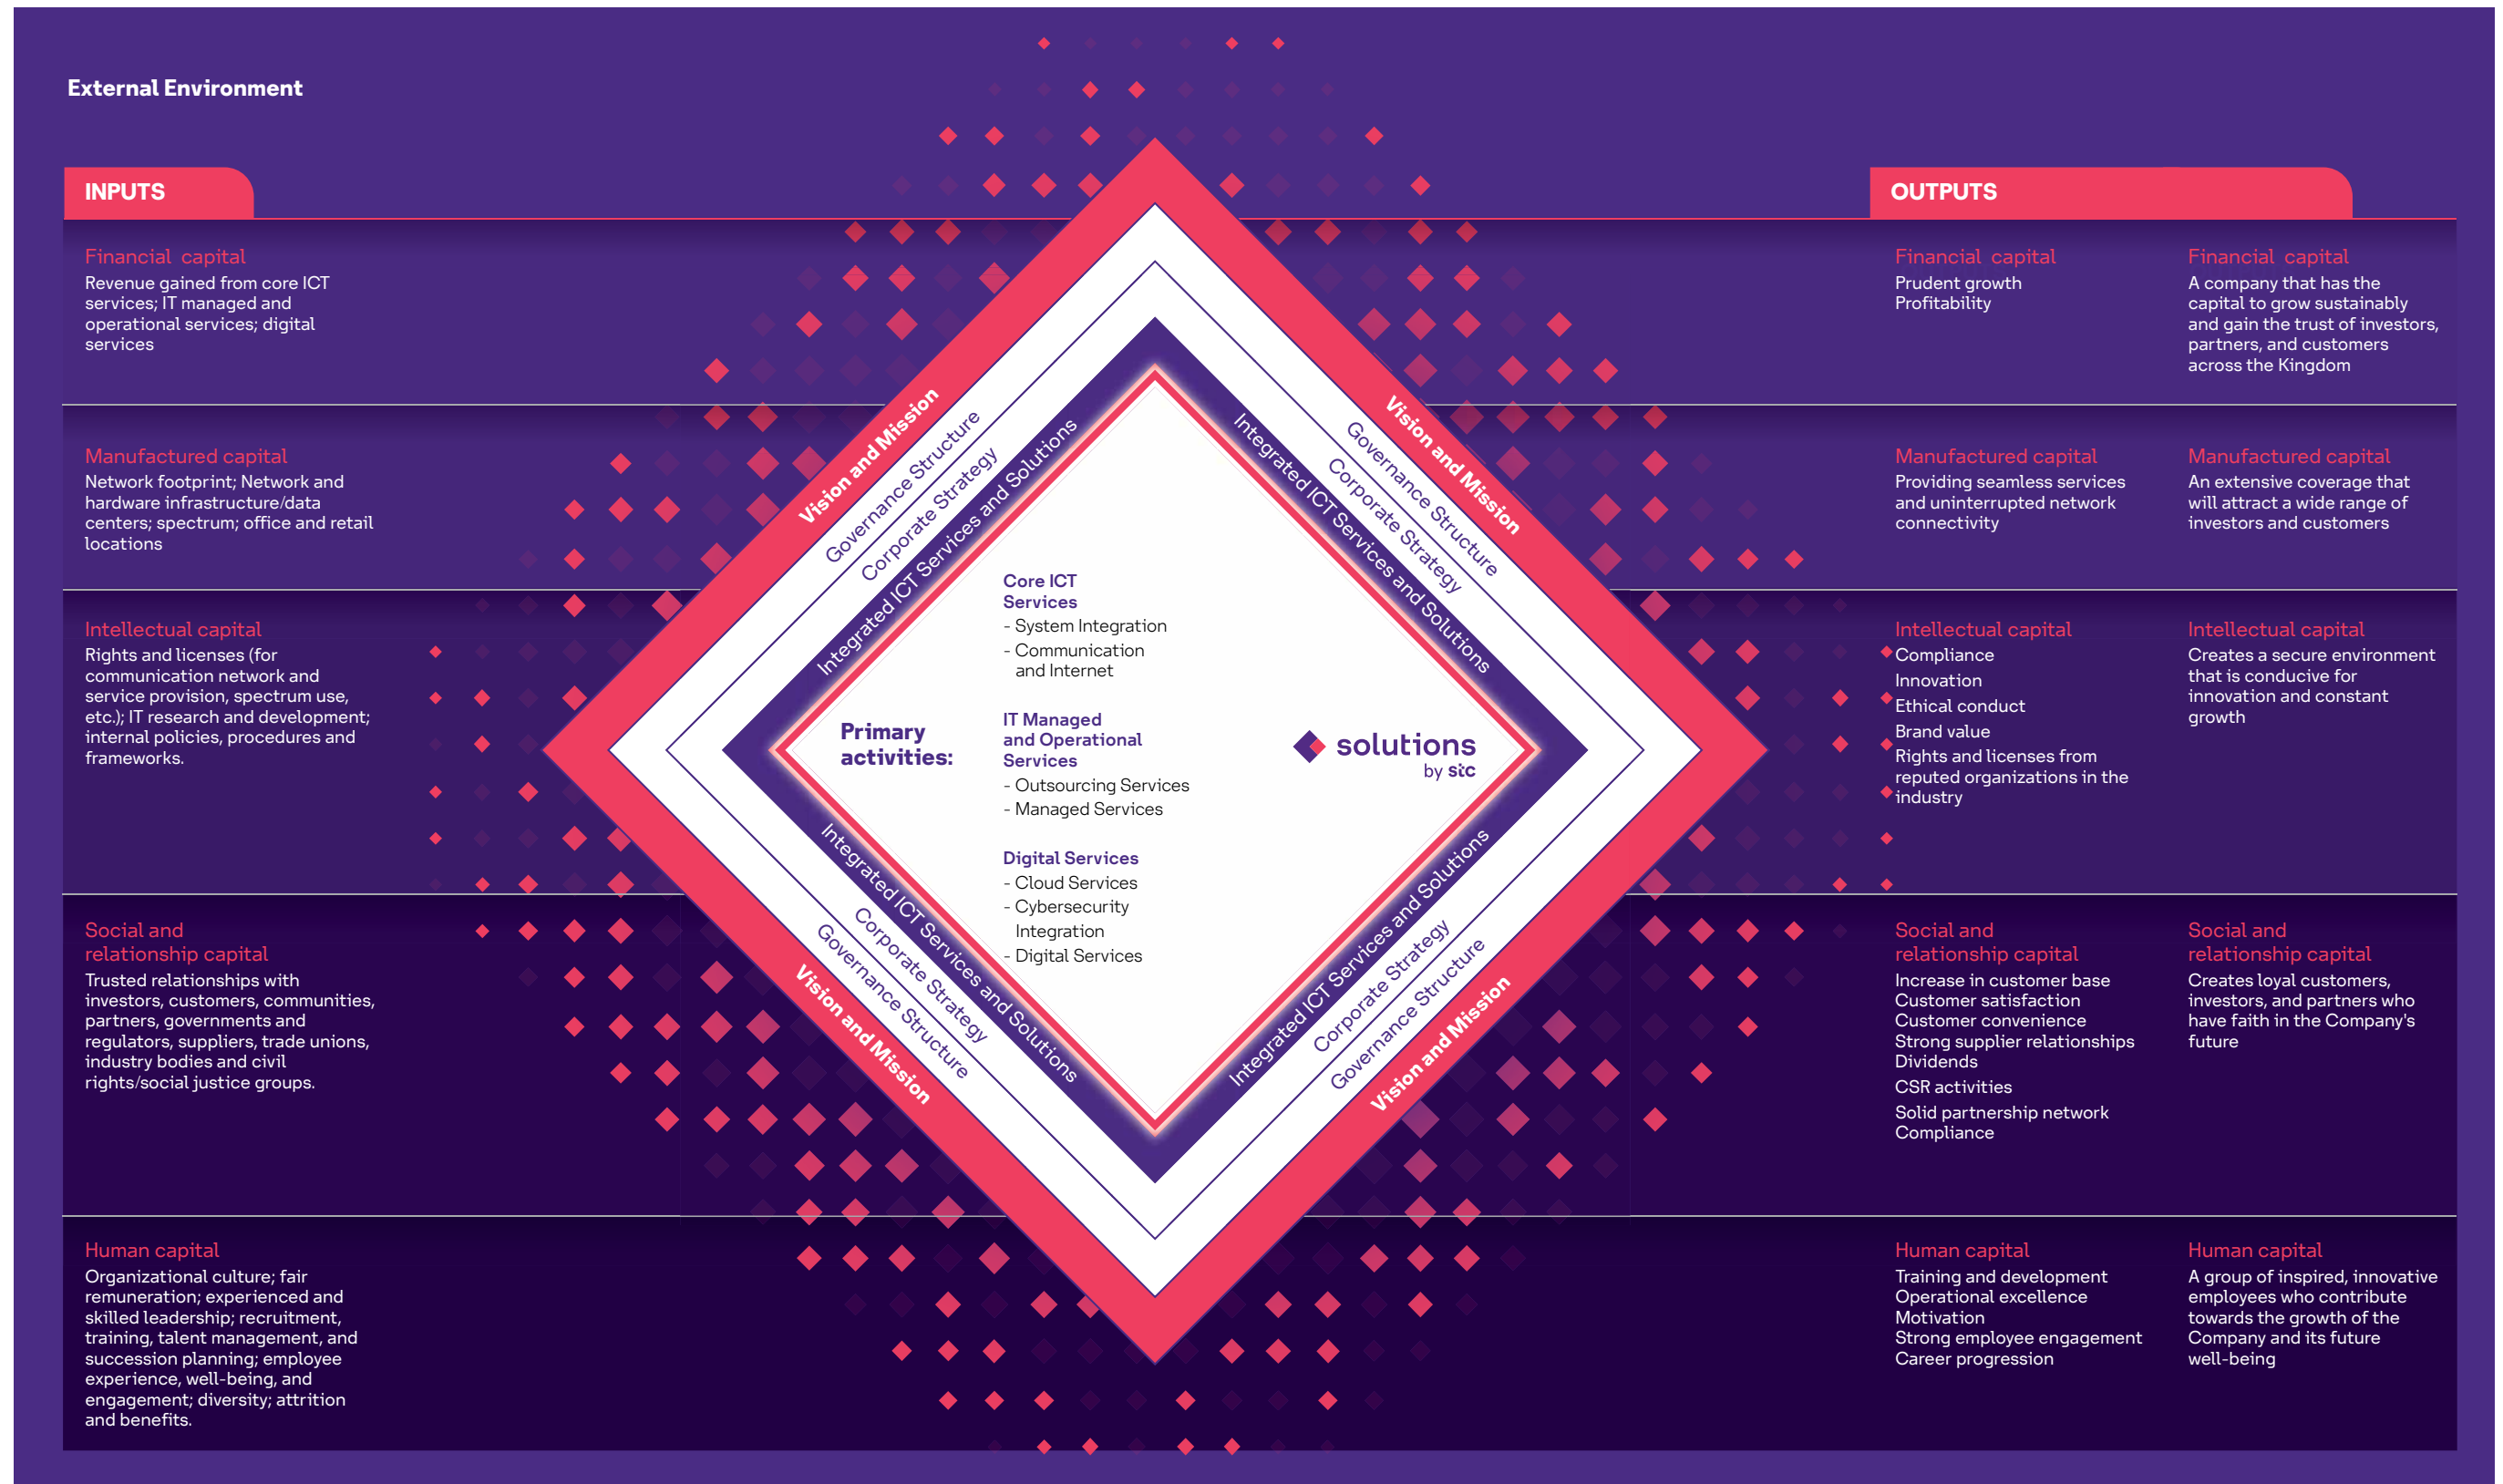 External Environment
INPUTS
Financial capital
Revenue gained from core ICT
services; IT managed and
operational services; digital
services
Manufactured capital
Network footprint; Network and
hardware infrastructure/data
centers; spectrum; office and retail
locations
Intellectual capital
Rights and licenses (for
communication network and
service provision, spectrum use,
etc.); IT research and development;
internal policies, procedures and
frameworks.
Social and
relationship capital
Trusted relationships with
investors, customers, communities,
partners, governments and
regulators, suppliers, trade unions,
industry bodies and civil
rights/social justice groups.
Human capital
Organizational culture; fair
remuneration; experienced and
skilled leadership; recruitment,
training, talent management, and
succession planning; employee
experience, well-being, and
engagement; diversity; attrition
and benefits.
Vision and Mission
Governance Structure
Corporate Strategy
Integrated ICT Services and Solutions
Vision and Mission
Governance Structure
Corporate Strategy
Integrated ICT Services and Solutions
Primary
activities:
Core ICT
Services
- System Integration
- Communication
and Internet
IT Managed
and Operational
Services
- Outsourcing Services
- Managed Services
Digital Services
- Cloud Services
- Cybersecurity
Integration
- Digital Services
solutions
by stc
Integrated ICT Services and Solutions
Corporate Strategy
Governance Structure
Vision and Mission
Integrated ICT Services and Solutions
Corporate Strategy
Governance Structure
Vision and Mission
OUTPUTS
Financial capital
Prudent growth
Profitability
Financial capital
A company that has the
capital to grow sustainably
and gain the trust of investors,
partners, and customers
across the Kingdom
Manufactured capital
Providing seamless services
and uninterrupted network
connectivity
Manufactured capital
An extensive coverage that
will attract a wide range of
investors and customers
Intellectual capital
Compliance
Innovation
Ethical conduct
Brand value
Rights and licenses from
reputed organizations in the
industry
Intellectual capital
Creates a secure environment
that is conducive for
innovation and constant
growth
Social and
relationship capital
Increase in customer base
Customer satisfaction
Customer convenience
Strong supplier relationships
Dividends
CSR activities
Solid partnership network
Compliance
Social and
relationship capital
Creates loyal customers,
investors, and partners who
have faith in the Company's
future
Human capital
Training and development
Operational excellence
Motivation
Strong employee engagement
Career progression
Human capital
A group of inspired, innovative
employees who contribute
towards the growth of the
Company and its future
well-being